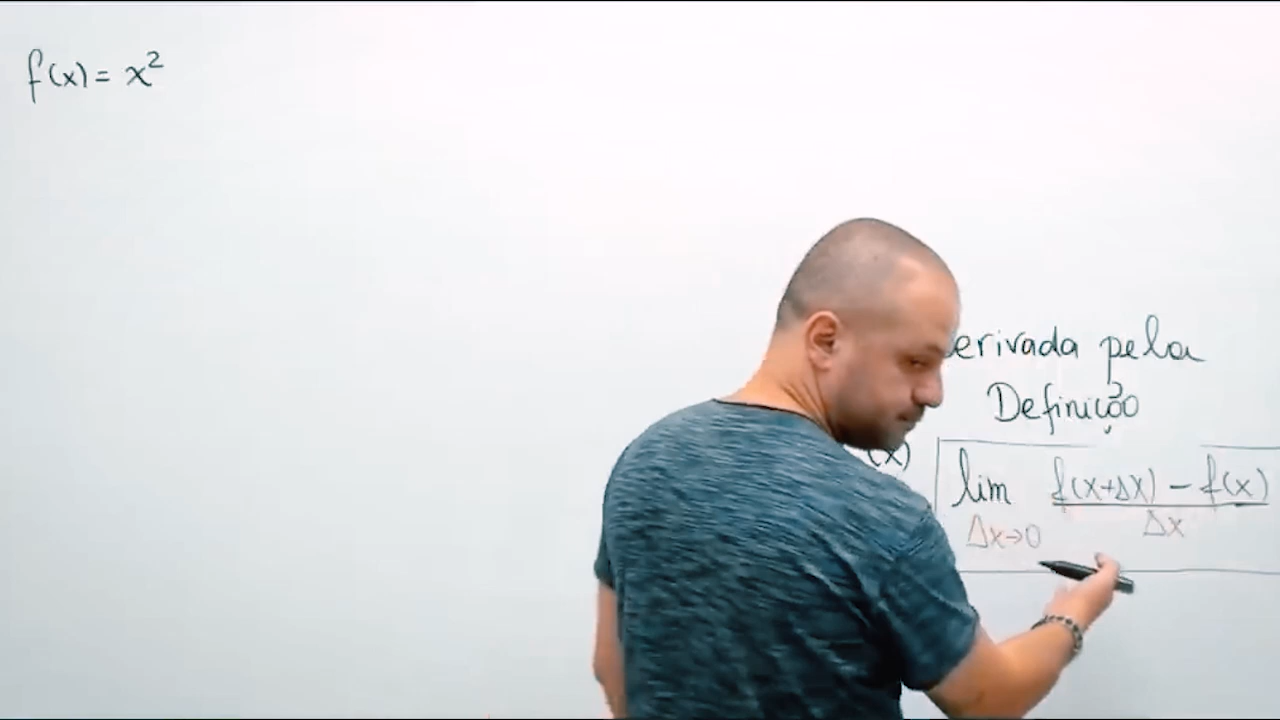 f(x) = x²
erivada pela
Definição
(x)
lim f(x+Δx) - f(x)
Δx→0 Δx